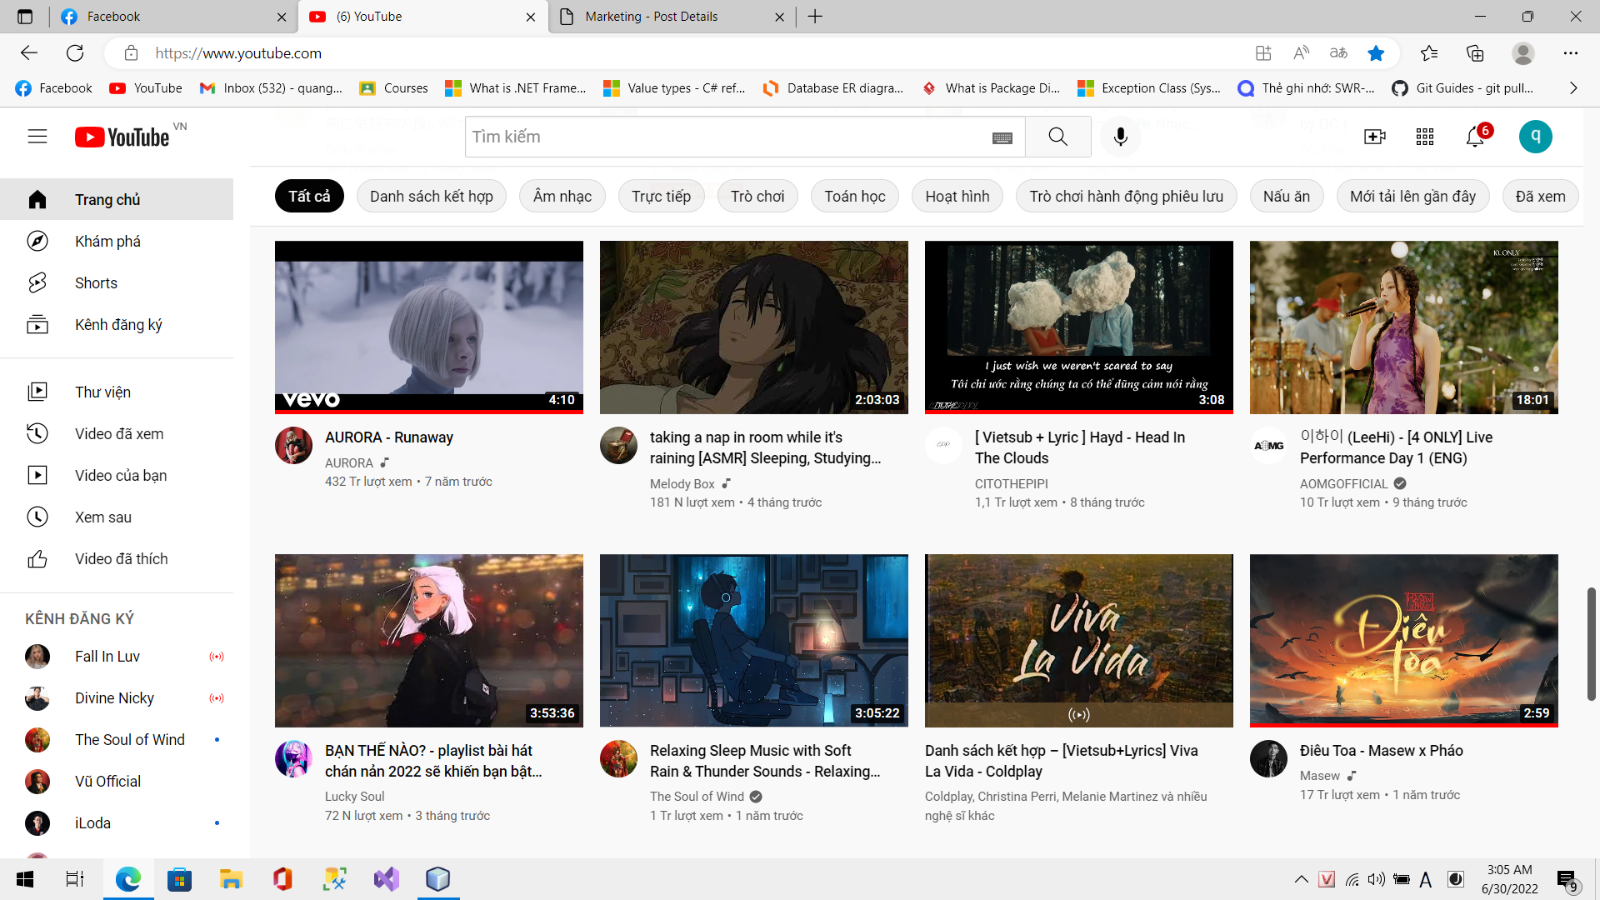 Facebook
(6) YouTube
Marketing - Post Details
https://www.youtube.com
Facebook
YouTube
Inbox (532) - quang...
Courses
What is .NET Frame...
Value types - C# ref...
Database ER diagra...
What is Package Di...
Exception Class (Sys...
Thẻ ghi nhớ: SWR-...
Git Guides - git pull...
YouTube VN
Tìm kiếm
6
q
Trang chủ
Khám phá
Shorts
Kênh đăng ký
Thư viện
Video đã xem
Video của bạn
Xem sau
Video đã thích
KÊNH ĐĂNG KÝ
Fall In Luv
Divine Nicky
The Soul of Wind
Vũ Official
iLoda
Tất cả
Danh sách kết hợp
Âm nhạc
Trực tiếp
Trò chơi
Toán học
Hoạt hình
Trò chơi hành động phiêu lưu
Nấu ăn
Mới tải lên gần đây
Đã xem
vevo
4:10
AURORA - Runaway
AURORA
432 Tr lượt xem • 7 năm trước
2:03:03
taking a nap in room while it's
raining [ASMR] Sleeping, Studying...
Melody Box
181 N lượt xem • 4 tháng trước
I just wish we weren't scared to say
Tôi chỉ ước rằng chúng ta có thể dũng cảm nói rằng
3:08
[ Vietsub + Lyric ] Hayd - Head In
The Clouds
CITOTHEPIPI
1,1 Tr lượt xem • 8 tháng trước
18:01
AOMG
이하이 (LeeHi) - [4 ONLY] Live
Performance Day 1 (ENG)
AOMGOFFICIAL
10 Tr lượt xem • 9 tháng trước
3:53:36
BẠN THẾ NÀO? - playlist bài hát
chán nản 2022 sẽ khiến bạn bật...
Lucky Soul
72 N lượt xem • 3 tháng trước
3:05:22
Relaxing Sleep Music with Soft
Rain & Thunder Sounds - Relaxing...
The Soul of Wind
1 Tr lượt xem • 1 năm trước
Viva
La Vida
Danh sách kết hợp – [Vietsub+Lyrics] Viva
La Vida - Coldplay
Coldplay, Christina Perri, Melanie Martinez và nhiều
nghệ sĩ khác
Điêu
Toa
2:59
Điêu Toa - Masew x Pháo
Masew
17 Tr lượt xem • 1 năm trước
3:05 AM
6/30/2022
9